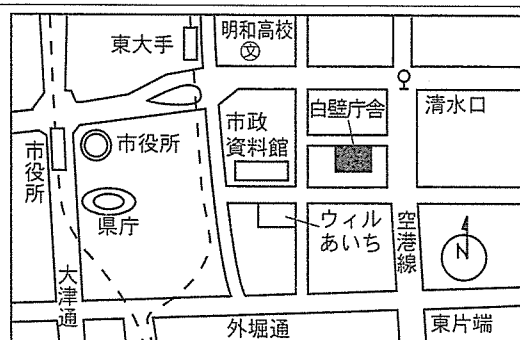 東大手
明和高校
文
白壁庁舎
清水口
市政
資料館
市役所
市役所
県庁
ウィル
あいち
空港線
N
大津通
外堀通
東片端